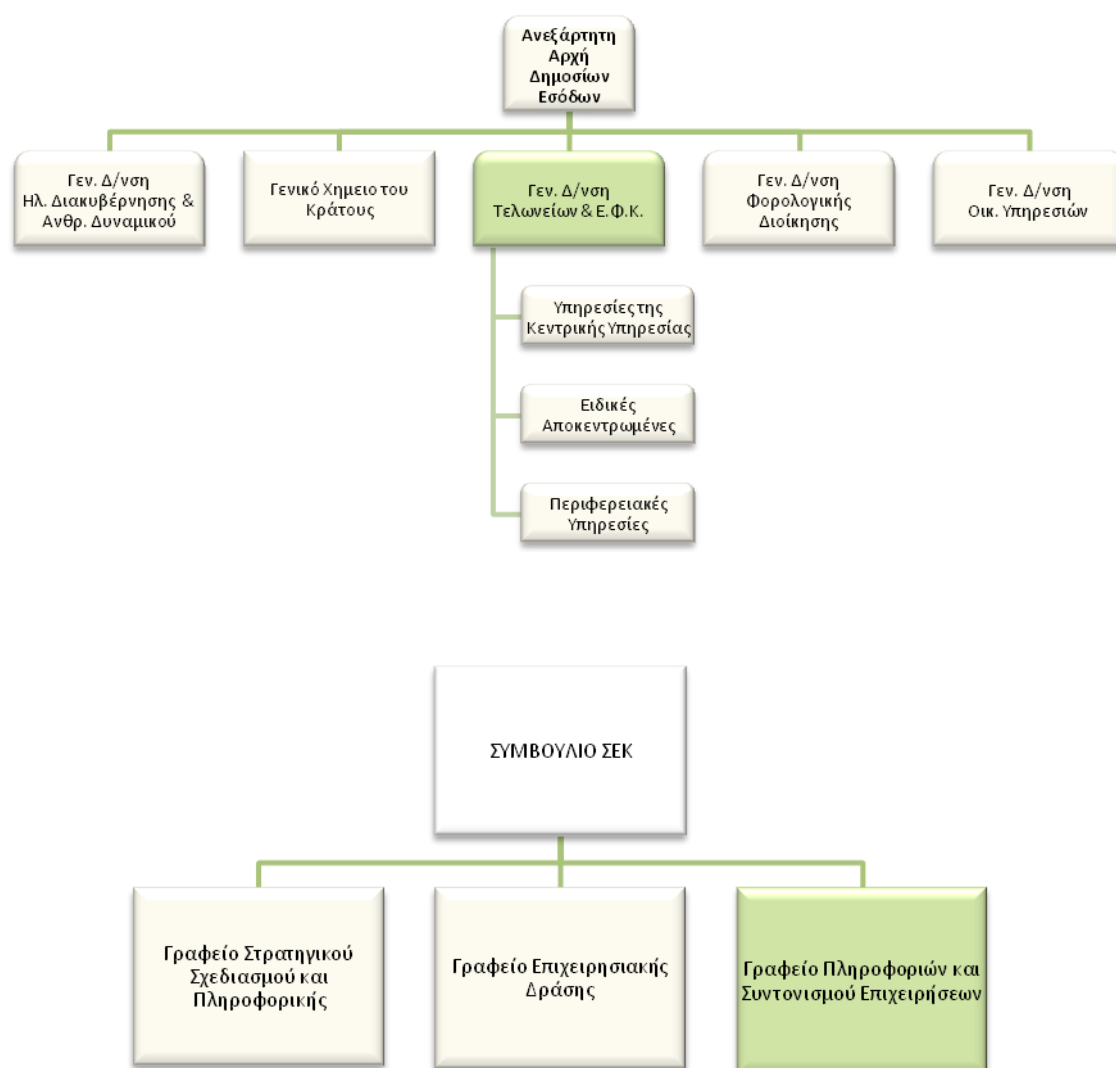 Ανεξάρτητη
Αρχή
Δημοσίων
Εσόδων
Γεν. Δ/νση
Ηλ. Διακυβέρνησης &
Ανθρ. Δυναμικού
Γενικό Χημειο του
Κράτους
Γεν. Δ/νση
Τελωνείων & Ε.Φ.Κ.
Γεν. Δ/νση
Φορολογικής
Διοίκησης
Γεν. Δ/νση
Οικ. Υπηρεσιών
Υπηρεσίες της
Κεντρικής Υπηρεσίας
Ειδικές
Αποκεντρωμένες
Περιφερειακές
Υπηρεσίες
ΣΥΜΒΟΥΛΙΟ ΣΕΚ
Γραφείο Στρατηγικού
Σχεδιασμού και
Πληροφορικής
Γραφείο Επιχειρησιακής
Δράσης
Γραφείο Πληροφοριών και
Συντονισμού Επιχειρήσεων